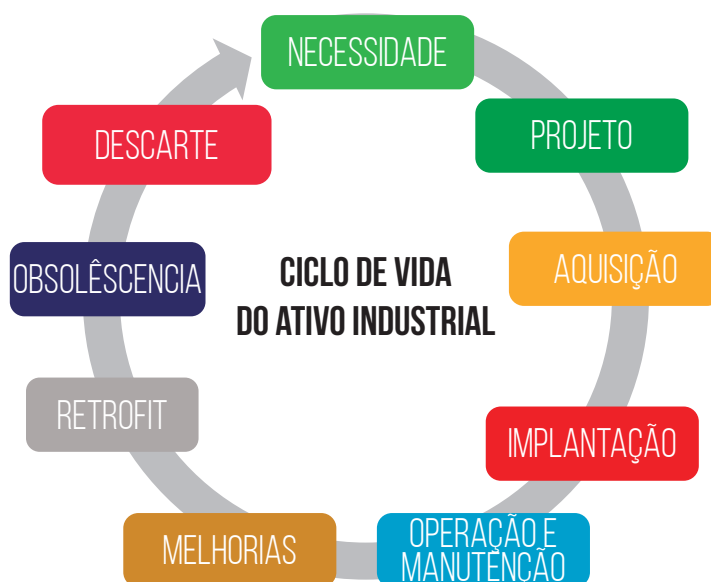 NECESSIDADE
PROJETO
AQUISIÇÃO
IMPLANTAÇÃO
OPERAÇÃO E
MANUTENÇÃO
MELHORIAS
RETROFIT
OBSOLÊSCENCIA
DESCARTE
CICLO DE VIDA
DO ATIVO INDUSTRIAL